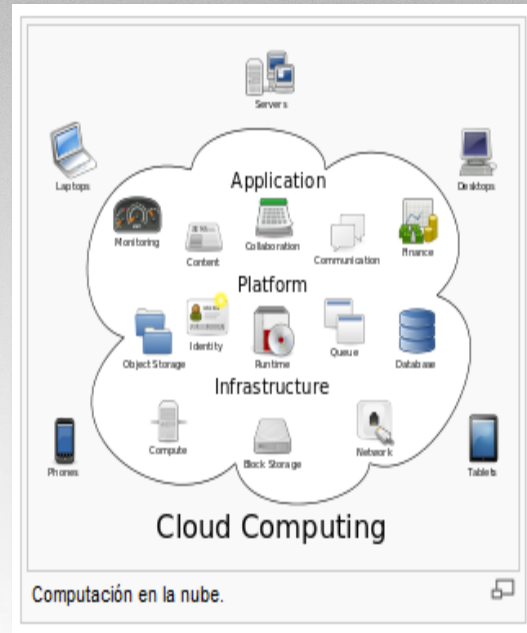 Servers
Laptops
Desktops
Application
Monitoring
Content
Collaboration
Communication
Finance
Platform
Object Storage
Identity
Runtime
Queue
Database
Infrastructure
Compute
Block Storage
Network
Phones
Tablets
Cloud Computing
Computación en la nube.